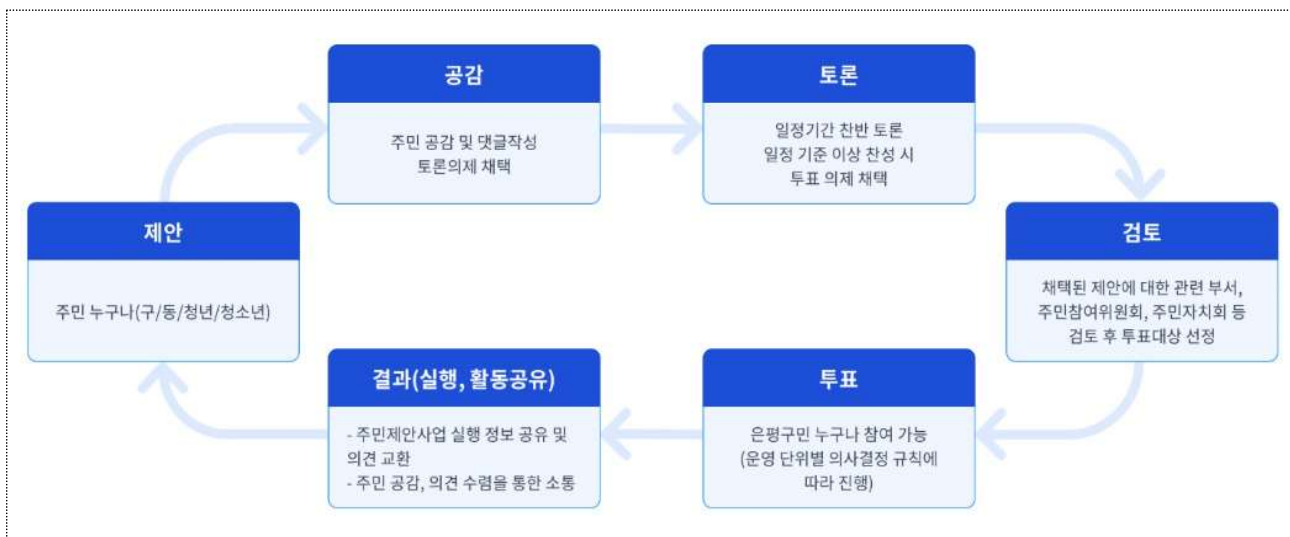 공감
주민 공감 및 댓글작성
토론의제 채택
토론
일정기간 찬반 토론
일정 기준 이상 찬성 시
투표 의제 채택
제안
주민 누구나(구/동/청년/청소년)
검토
채택된 제안에 대한 관련 부서,
주민참여위원회, 주민자치회 등
검토 후 투표대상 선정
결과(실행, 활동공유)
- 주민제안사업 실행 정보 공유 및
의견 교환
- 주민 공감, 의견 수렴을 통한 소통
투표
은평구민 누구나 참여 가능
(운영 단위별 의사결정 규칙에
따라 진행)